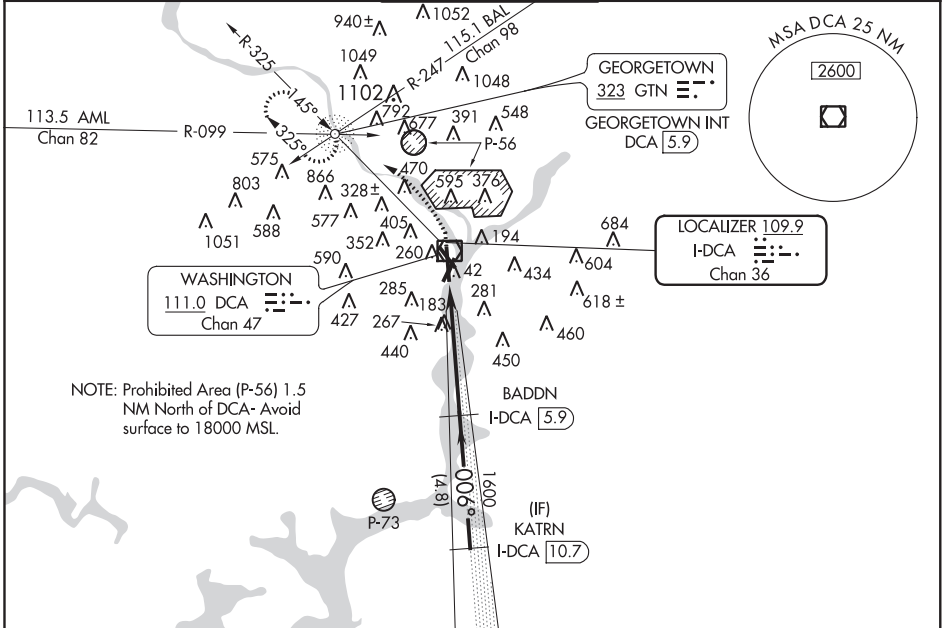 940±
1052
R-325
1049
115.1 BAL
Chan 98
R-247
1048
1102
MSA DCA 25 NM
2600
GEORGETOWN
323 GTN
GEORGETOWN INT
DCA 5.9
113.5 AML
Chan 82
R-099
145°
325°
792
677
391
548
P-56
575
866
470
595
376
803
328±
577
588
405
1051
352
260
194
684
590
42
434
604
LOCALIZER 109.9
I-DCA
Chan 36
WASHINGTON
111.0 DCA
Chan 47
427
285
183
281
618 ±
267
440
450
460
NOTE: Prohibited Area (P-56) 1.5
NM North of DCA- Avoid
surface to 18000 MSL.
BADDN
I-DCA 5.9
006°
1600
(4.8)
P-73
(IF)
KATRN
I-DCA 10.7